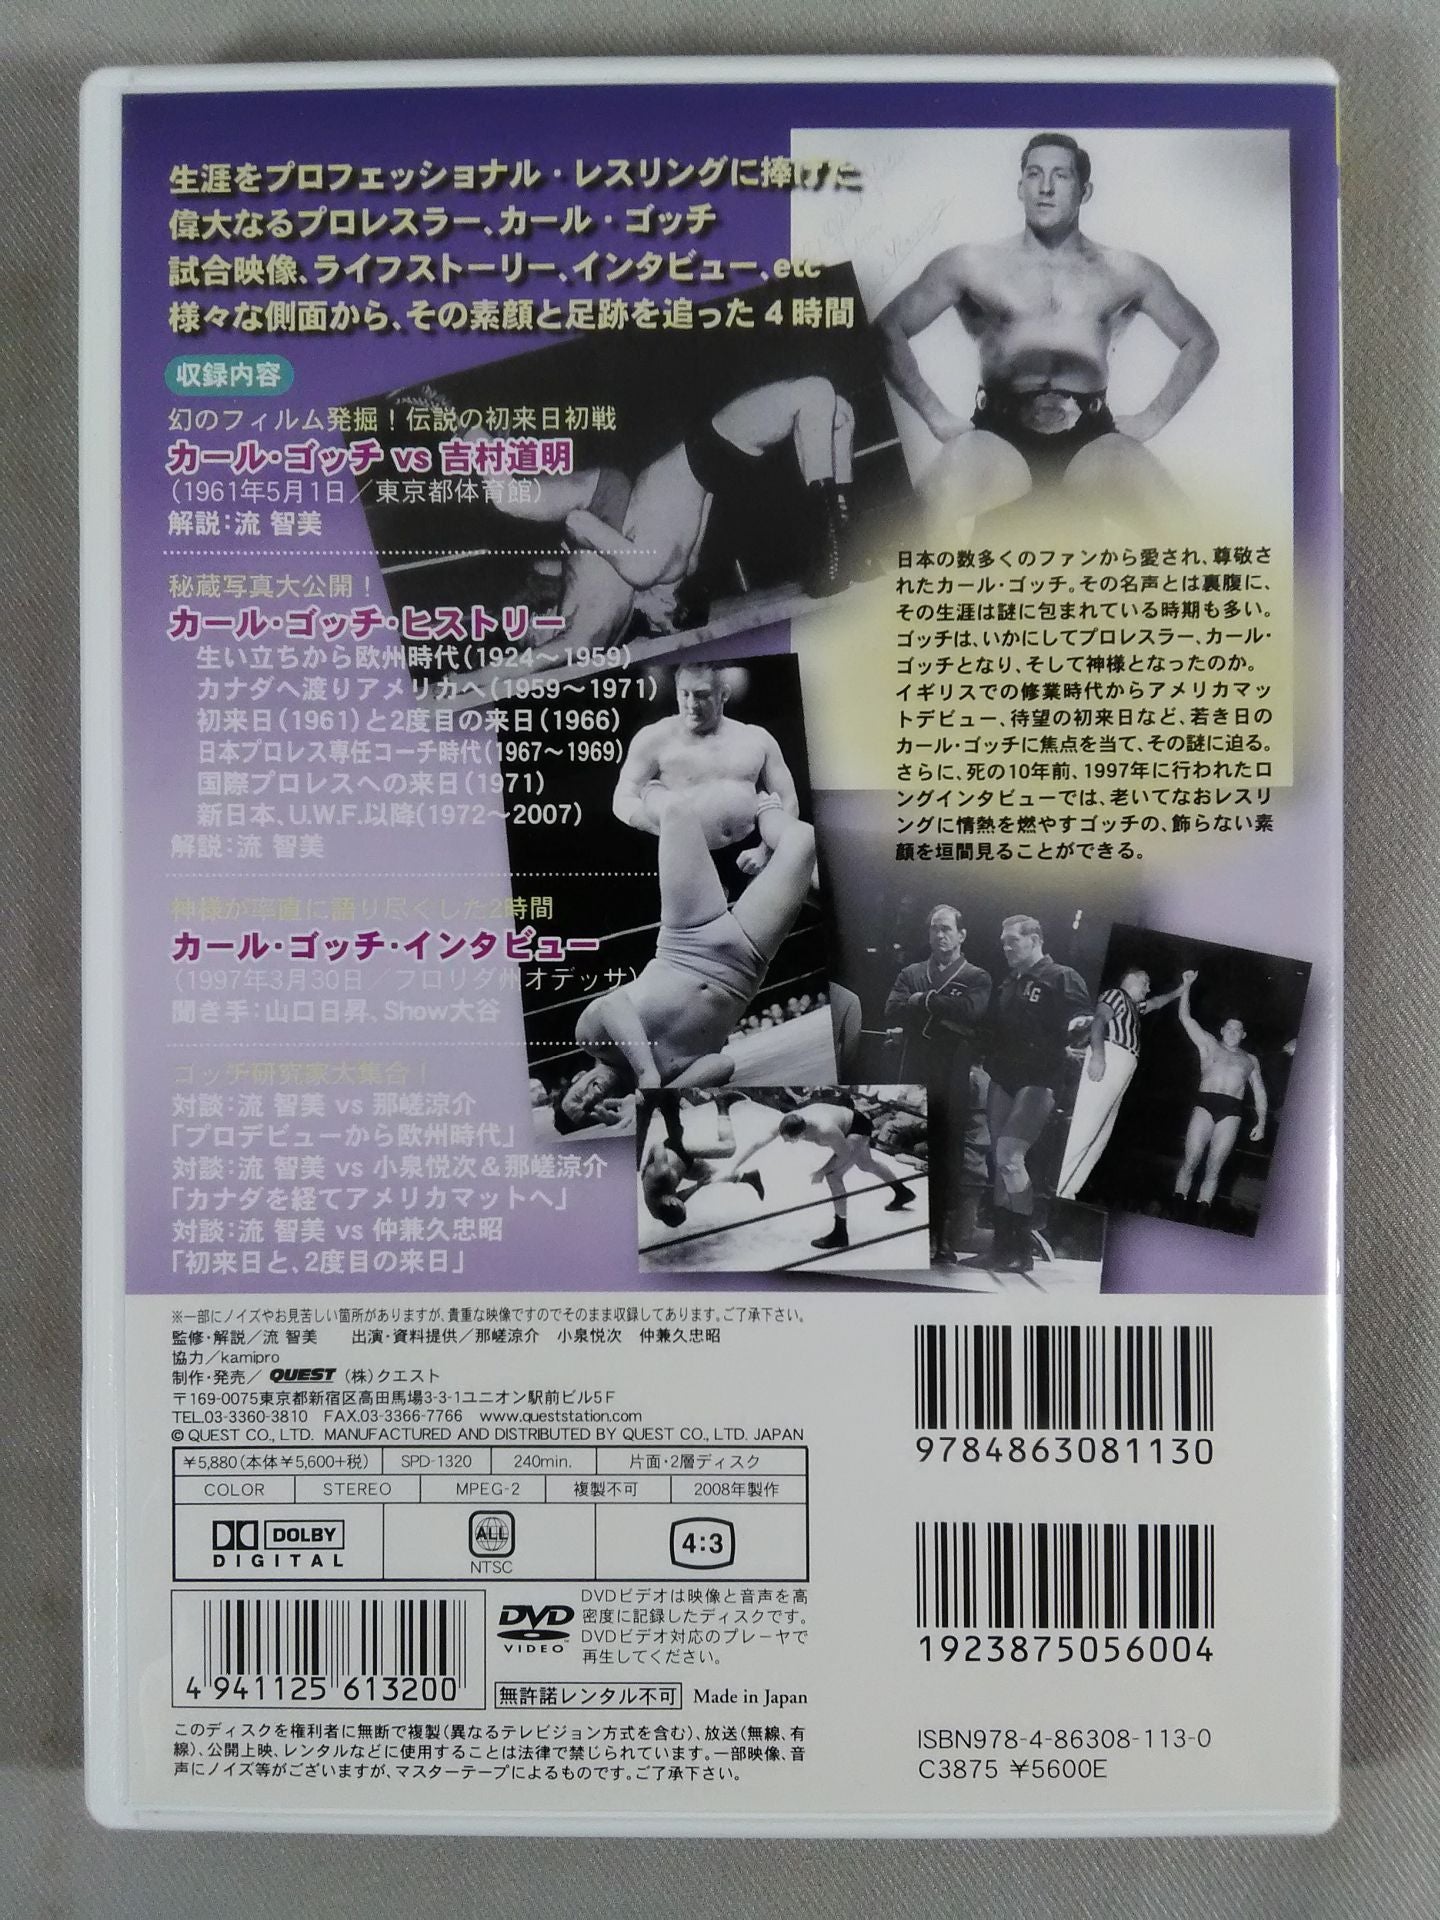 生涯をプロフェッショナル・レスリングに捧げた
偉大なるプロレスラー、カール・ゴッチ
試合映像、ライフストーリー、インタビュー、etc
様々な側面から、その素顔と足跡を追った4時間
収録内容
幻のフィルム発掘！伝説の初来日初戦
カール・ゴッチ vs 吉村道明
（1961年5月1日／東京都体育館）
解説：流 智美
秘蔵写真大公開！
カール・ゴッチ・ヒストリー
生い立ちから欧州時代（1924〜1959）
カナダへ渡りアメリカへ（1959〜1971）
初来日（1961）と2度目の来日（1966）
日本プロレス専任コーチ時代（1967〜1969）
国際プロレスへの来日（1971）
新日本、U.W.F.以降（1972〜2007）
解説：流 智美
神様が率直に語り尽くした2時間
カール・ゴッチ・インタビュー
（1997年3月30日／フロリダ州オデッサ）
聞き手：山口日昇、Show大谷
ゴッチ研究家大集合！
対談：流 智美 vs 那嵯涼介
「プロデビューから欧州時代」
対談：流 智美 vs 小泉悦次＆那嵯涼介
「カナダを経てアメリカマットへ」
対談：流 智美 vs 仲兼久忠昭
「初来日と、2度目の来日」
日本の数多くのファンから愛され、尊敬さ
れたカール・ゴッチ。その名声とは裏腹に、
その生涯は謎に包まれている時期も多い。
ゴッチは、いかにしてプロレスラー、カール・
ゴッチとなり、そして神様となったのか。
イギリスでの修業時代からアメリカマッ
トデビュー、待望の初来日など、若き日の
カール・ゴッチに焦点を当て、その謎に迫る。
さらに、死の10年前、1997年に行われたロ
ングインタビューでは、老いてなおレスリ
ングに情熱を燃やすゴッチの、飾らない素
顔を垣間見ることができる。
KG
※一部にノイズやお見苦しい箇所がありますが、貴重な映像ですのでそのまま収録してあります。ご了承下さい。
監修・解説／流 智美　出演・資料提供／那嵯涼介　小泉悦次　仲兼久忠昭
協力／kamipro
制作・発売／ QUEST （株）クエスト
〒169-0075東京都新宿区高田馬場3-3-1ユニオン駅前ビル5F
TEL.03-3360-3810　FAX.03-3366-7766　www.queststation.com
© QUEST CO., LTD. MANUFACTURED AND DISTRIBUTED BY QUEST CO., LTD. JAPAN
￥5,880（本体￥5,600+税） SPD-1320 240min. 片面・2層ディスク
COLOR STEREO MPEG-2 複製不可 2008年製作
DOLBY
DIGITAL
ALL
NTSC
4:3
4 941125 613200
DVD
VIDEO
DVDビデオは映像と音声を高
密度に記録したディスクです。
DVDビデオ対応のプレーヤで
再生してください。
無許諾レンタル不可 Made in Japan
このディスクを権利者に無断で複製（異なるテレビジョン方式を含む）、放送（無線、有
線）、公開上映、レンタルなどに使用することは法律で禁じられています。一部映像、音
声にノイズ等がございますが、マスターテープによるものです。ご了承下さい。
9784863081130
1923875056004
ISBN978-4-86308-113-0
C3875 ￥5600E